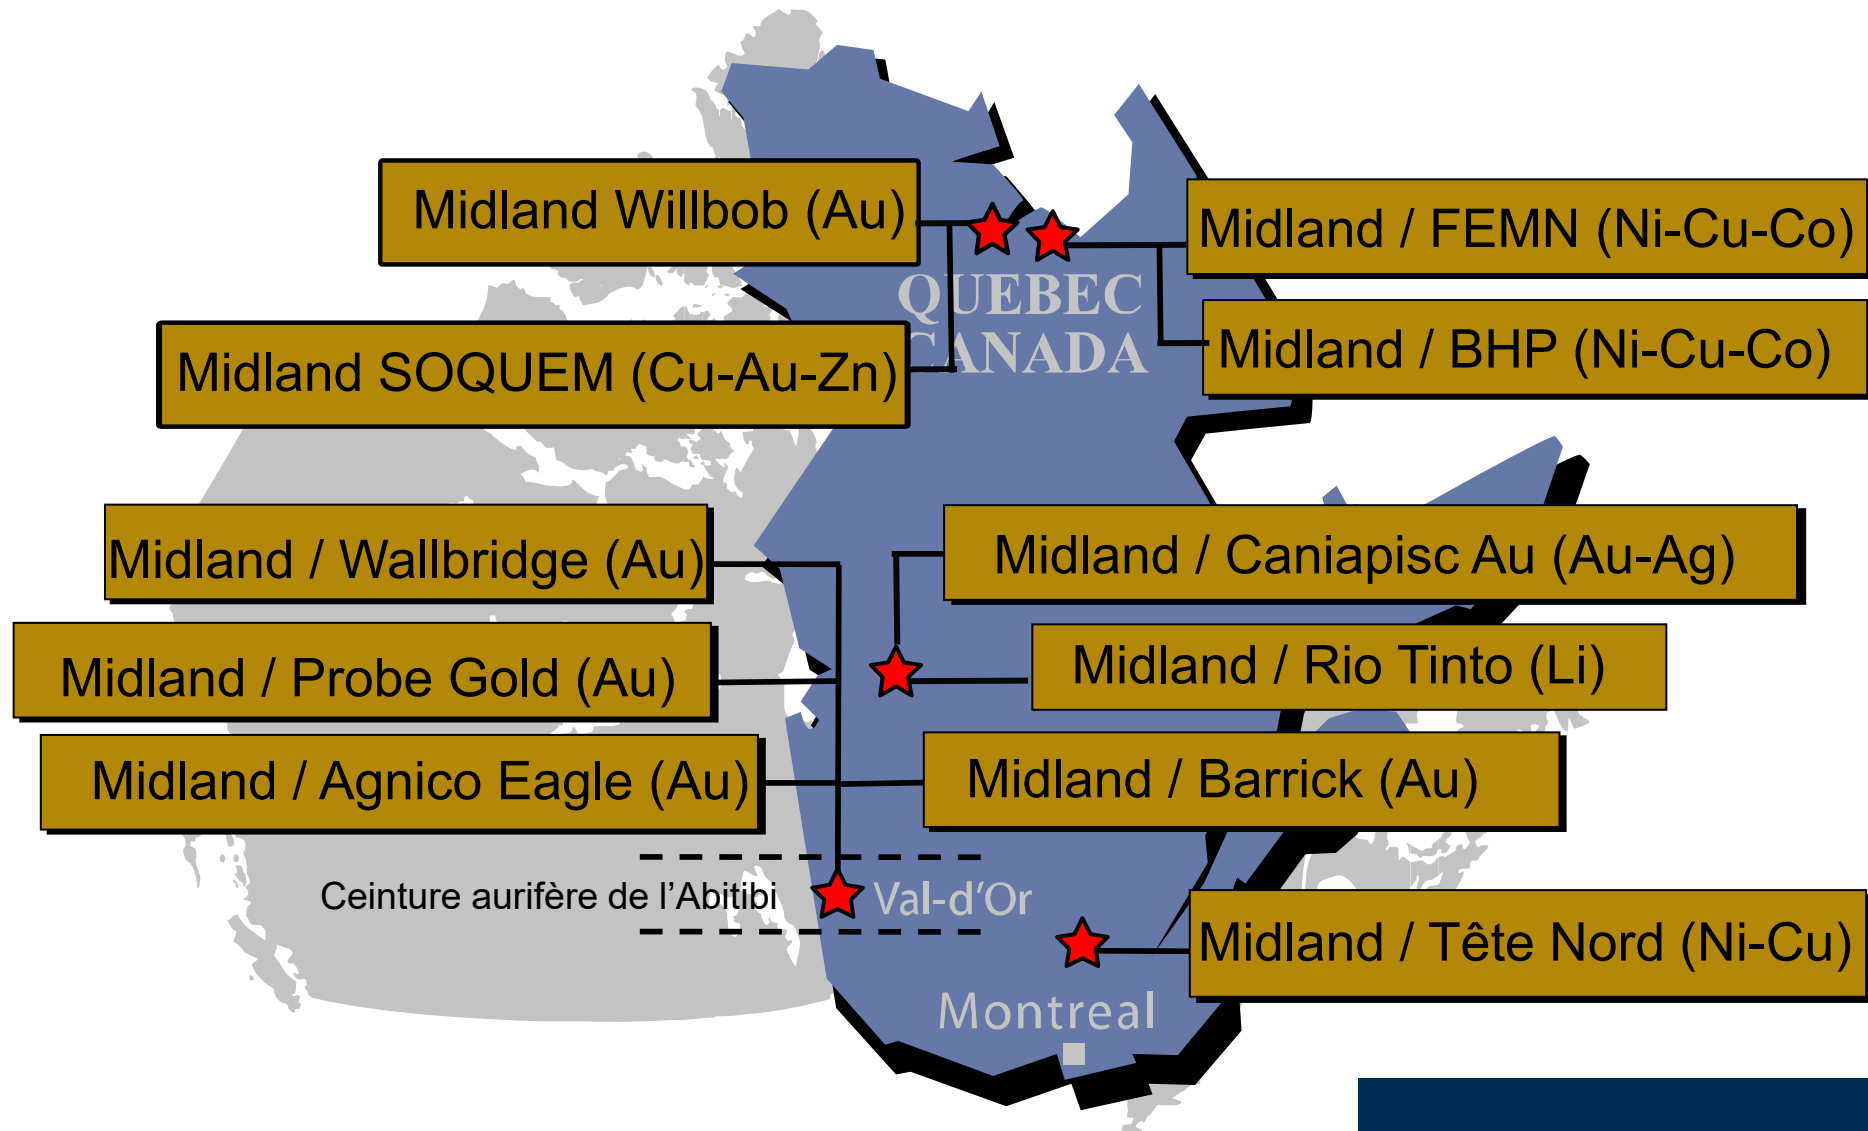 Midland Willbob (Au)
Midland / FEMN (Ni-Cu-Co)
QUEBEC
CANADA
Midland SOQUEM (Cu-Au-Zn)
Midland / BHP (Ni-Cu-Co)
Midland / Wallbridge (Au)
Midland / Caniapisc Au (Au-Ag)
Midland / Probe Gold (Au)
Midland / Rio Tinto (Li)
Midland / Agnico Eagle (Au)
Midland / Barrick (Au)
Ceinture aurifère de l’Abitibi
Val-d'Or
Midland / Tête Nord (Ni-Cu)
Montreal